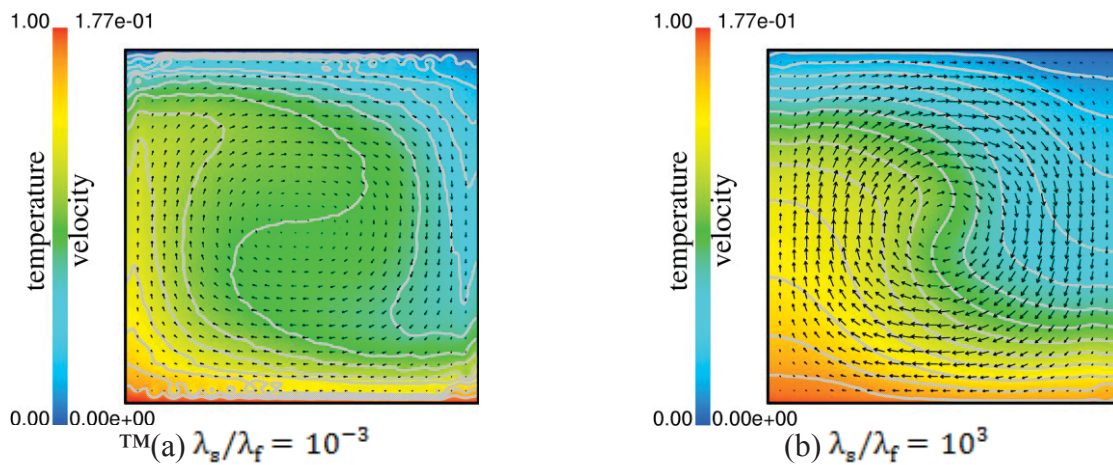 1.00 1.77e-01
temperature
velocity
0.00 0.00e+00
™(a) λₛ/λf = 10⁻³
1.00 1.77e-01
temperature
velocity
0.00 0.00e+00
(b) λₛ/λf = 10³